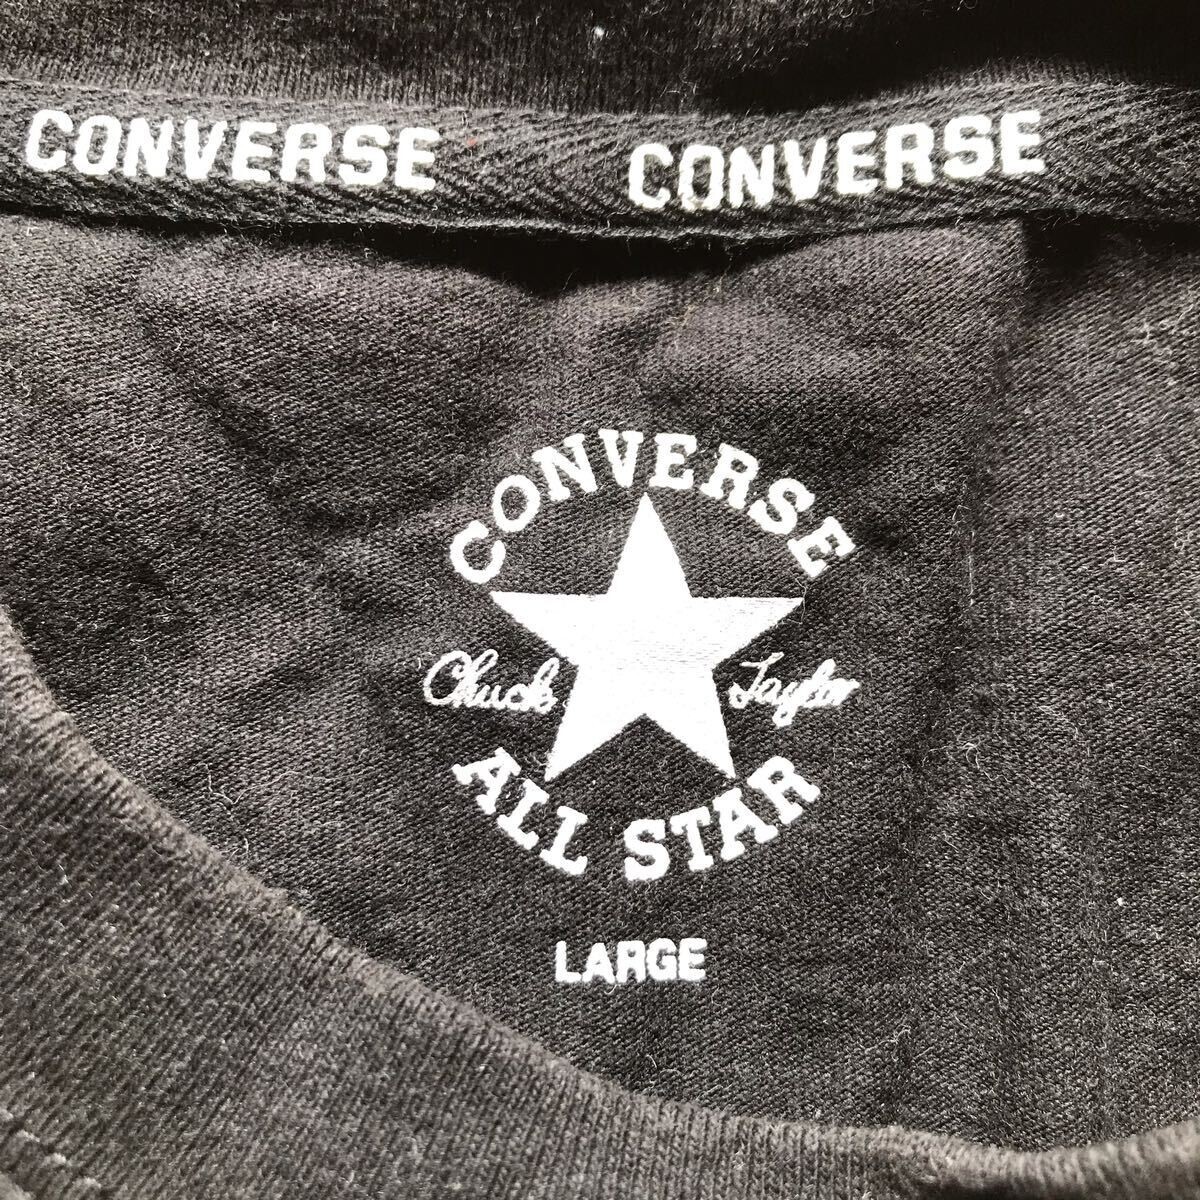 CONVERSE CONVERSE
CONVERSE
Chuck Taylor
ALL STAR
LARGE